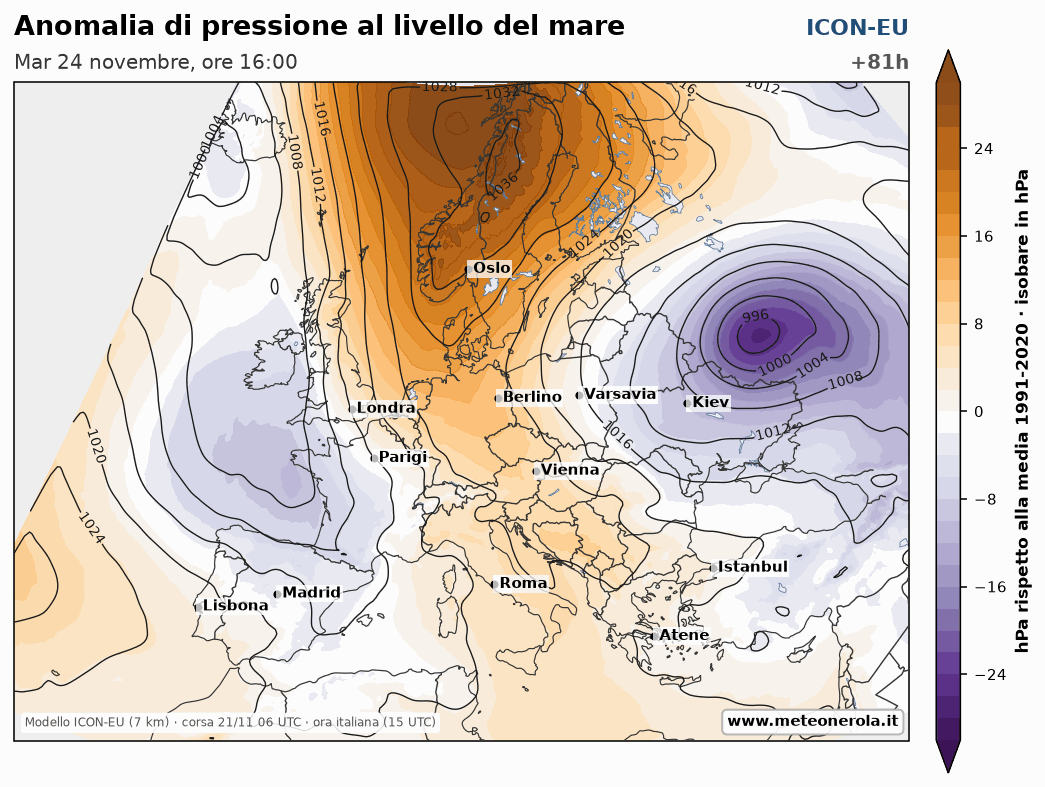 Anomalia di pressione al livello del mare
ICON-EU
Mar 24 novembre, ore 16:00
+81h
1028
1032
16
1012
1016
1004
1000
1008
1012
1036
1024
1020
Oslo
996
1000
1004
1008
Londra
Berlino
Varsavia
Kiev
1012
1016
1020
Parigi
Vienna
1024
Roma
Istanbul
Madrid
Lisbona
Atene
Modello ICON-EU (7 km) · corsa 21/11 06 UTC · ora italiana (15 UTC)
www.meteonerola.it
24
16
8
0
−8
−16
−24
hPa rispetto alla media 1991-2020 · isobare in hPa